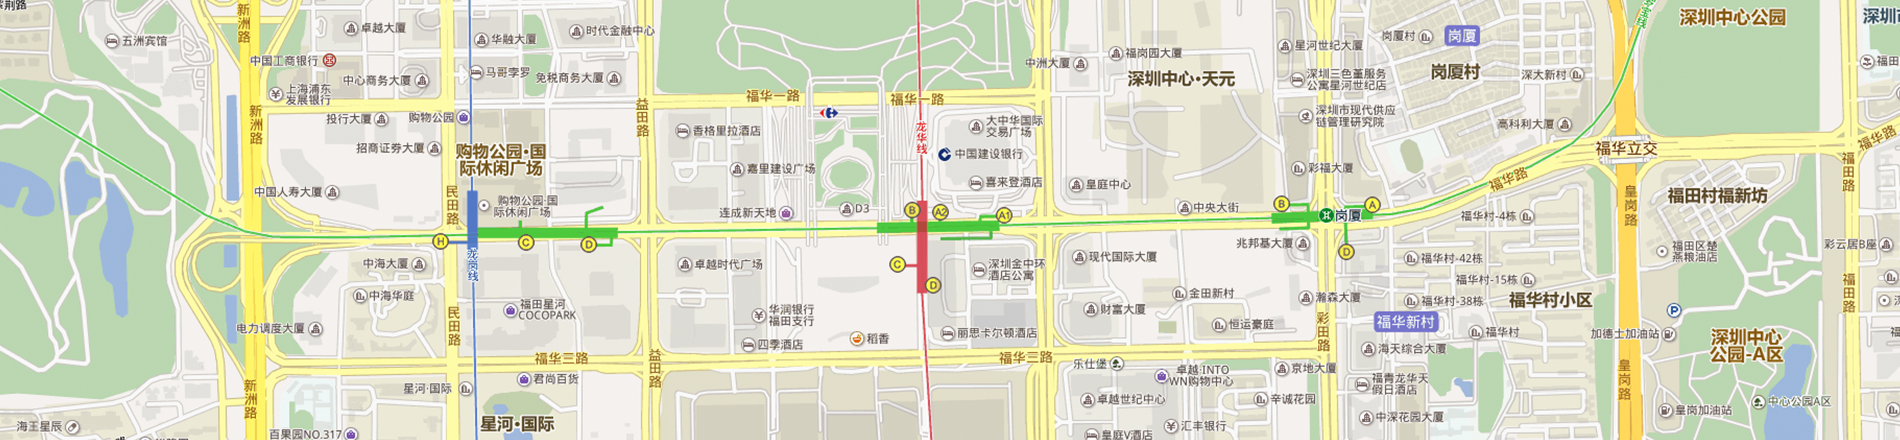 紫荆路
五洲宾馆
新洲路
卓越大厦
中国工商银行
中心商务大厦
上海浦东
发展银行
投行大厦
招商证券大厦
中国人寿大厦
新洲路
华融大厦
时代金融中心
马哥孛罗
免税商务大厦
购物公园
购物公园·国
际休闲广场
民田路
购物公园·国
际休闲广场
益田路
福华一路
福华一路
香格里拉酒店
嘉里建设广场
连成新天地
D3
龙华线
大中华国际
交易广场
中国建设银行
喜来登酒店
B
A2
A1
中洲大厦
福岗园大厦
深圳中心·天元
皇庭中心
中央大街
星河世纪大厦
深圳三色堇服务
公寓星河世纪店
深圳市现代供应
链管理研究院
彩福大厦
B
岗厦
A
岗厦村
岗厦
岗厦村
深大新村
高科利大厦
深圳中心公园
福华立交
福华路
福田村福新坊
皇岗路
福田路
福华路
H
C
D
龙岗线
中海大厦
中海华庭
电力调度大厦
民田路
福田星河
COCOPARK
福华三路
卓越时代广场
华润银行
福田支行
四季酒店
稻香
C
D
深圳金中环
酒店公寓
丽思卡尔顿酒店
福华三路
现代国际大厦
财富大厦
金田新村
恒运豪庭
兆邦基大厦
D
瀚森大厦
彩田路
福华新村
福华村-4栋
福华村-42栋
福华村-15栋
福华村-38栋
福华村小区
福华村
海天综合大厦
福青龙华天
假日酒店
中深花园大厦
福田区楚
燕粮油店
彩云居B座
P
加德士加油站
深圳中心
公园-A区
中心公园A区
皇岗加油站
皇岗路
福田路
新洲路
海王星辰
百果园NO.317
星河·国际
君尚百货
星河·国际
益田路
乐仕堡
卓越·INTO
WN购物中心
卓越世纪中心
皇庭V酒店
汇丰银行
京地大厦
辛诚花园